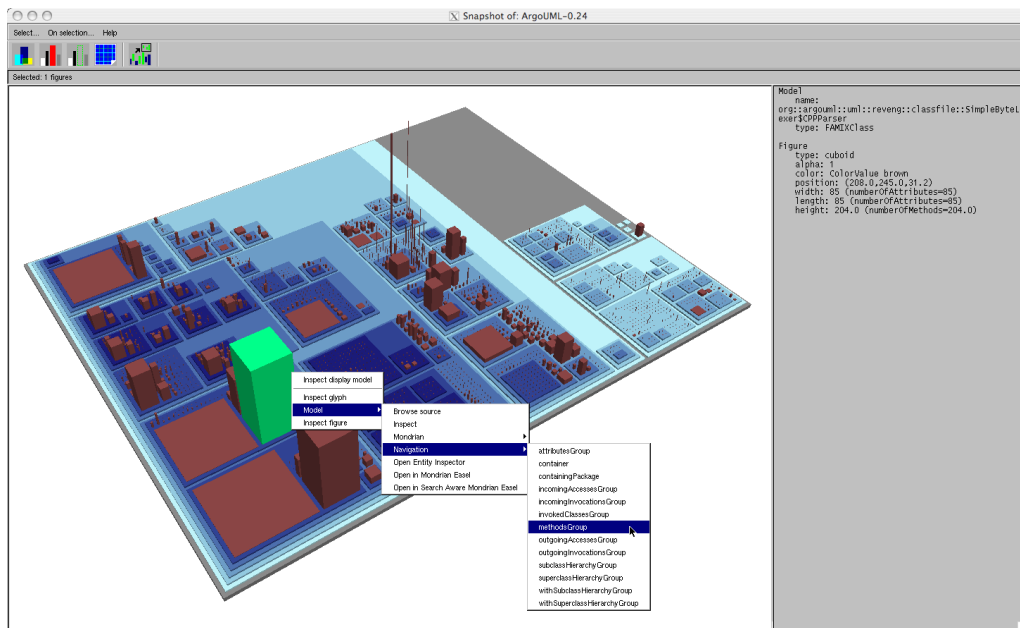 Snapshot of: ArgoUML-0.24
Select... On selection... Help
Selected: 1 figures
Model
name:
org::argouml::uml::reveng::classfile::SimpleByteL
exer$CPPParser
type: FAMIXClass
Figure
type: cuboid
alpha: 1
color: ColorValue brown
position: (208.0,245.0,31.2)
width: 85 (numberOfAttributes=85)
length: 85 (numberOfAttributes=85)
height: 204.0 (numberOfMethods=204.0)
Inspect display model
Inspect glyph
Model
Inspect figure
Browse source
Inspect
Mondrian
Navigation
Open Entity Inspector
Open in Mondrian Easel
Open in Search Aware Mondrian Easel
attributesGroup
container
containingPackage
incomingAccessesGroup
incomingInvocationsGroup
invokedClassesGroup
methodsGroup
outgoingAccessesGroup
outgoingInvocationsGroup
subclassHierarchyGroup
superclassHierarchyGroup
withSubclassHierarchyGroup
withSuperclassHierarchyGroup